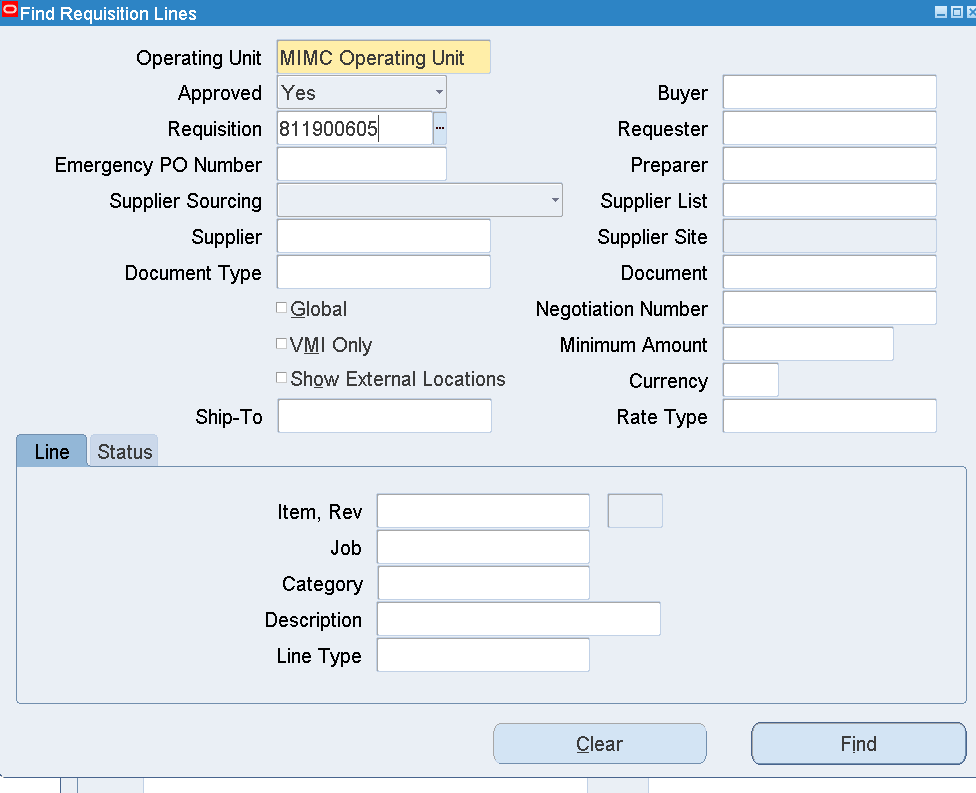 Find Requisition Lines
Operating Unit MIMC Operating Unit
Approved Yes
Buyer
Requisition 811900605 ...
Requester
Emergency PO Number
Preparer
Supplier Sourcing
Supplier List
Supplier
Supplier Site
Document Type
Document
Global
Negotiation Number
VMI Only
Minimum Amount
Show External Locations
Currency
Ship-To
Rate Type
Line
Status
Item, Rev
Job
Category
Description
Line Type
Clear
Find